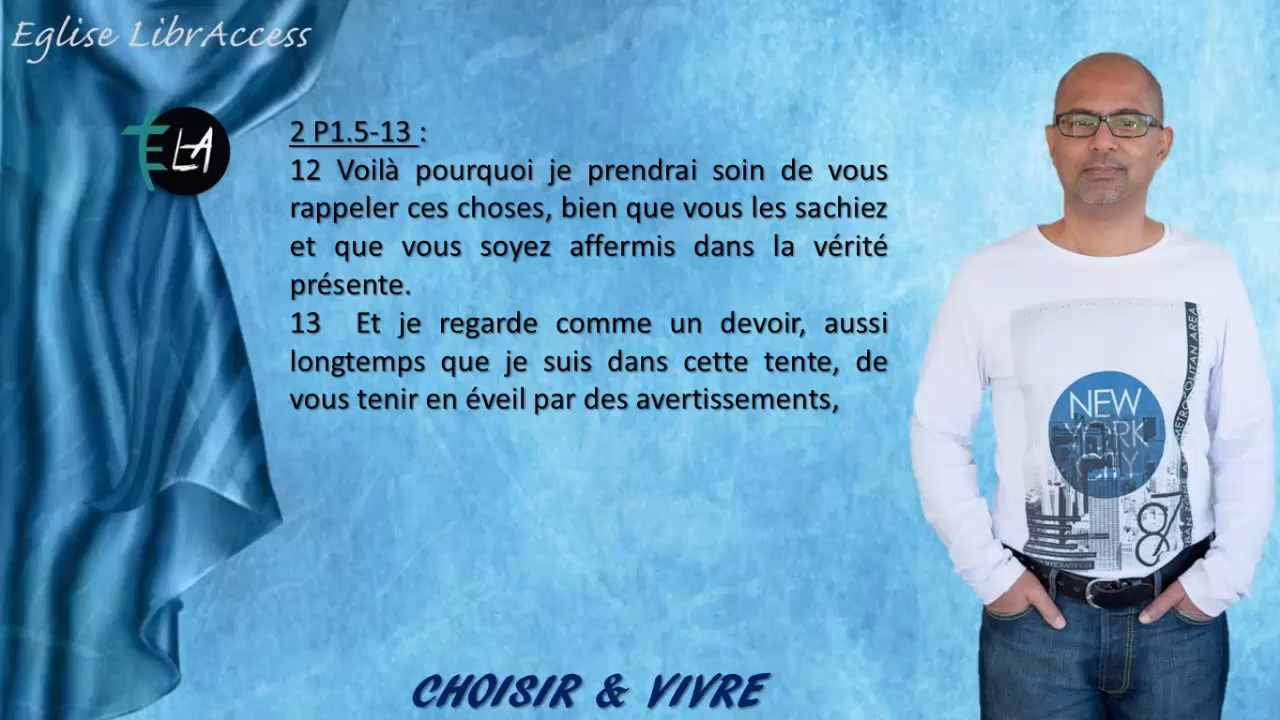 Eglise LibrAccess
E LA
2 P1.5-13 :
12 Voilà pourquoi je prendrai soin de vous
rappeler ces choses, bien que vous les sachiez
et que vous soyez affermis dans la vérité
présente.
13 Et je regarde comme un devoir, aussi
longtemps que je suis dans cette tente, de
vous tenir en éveil par des avertissements,
METROPOLITAN AREA
NEW
YORK
CITY
CHOISIR & VIVRE